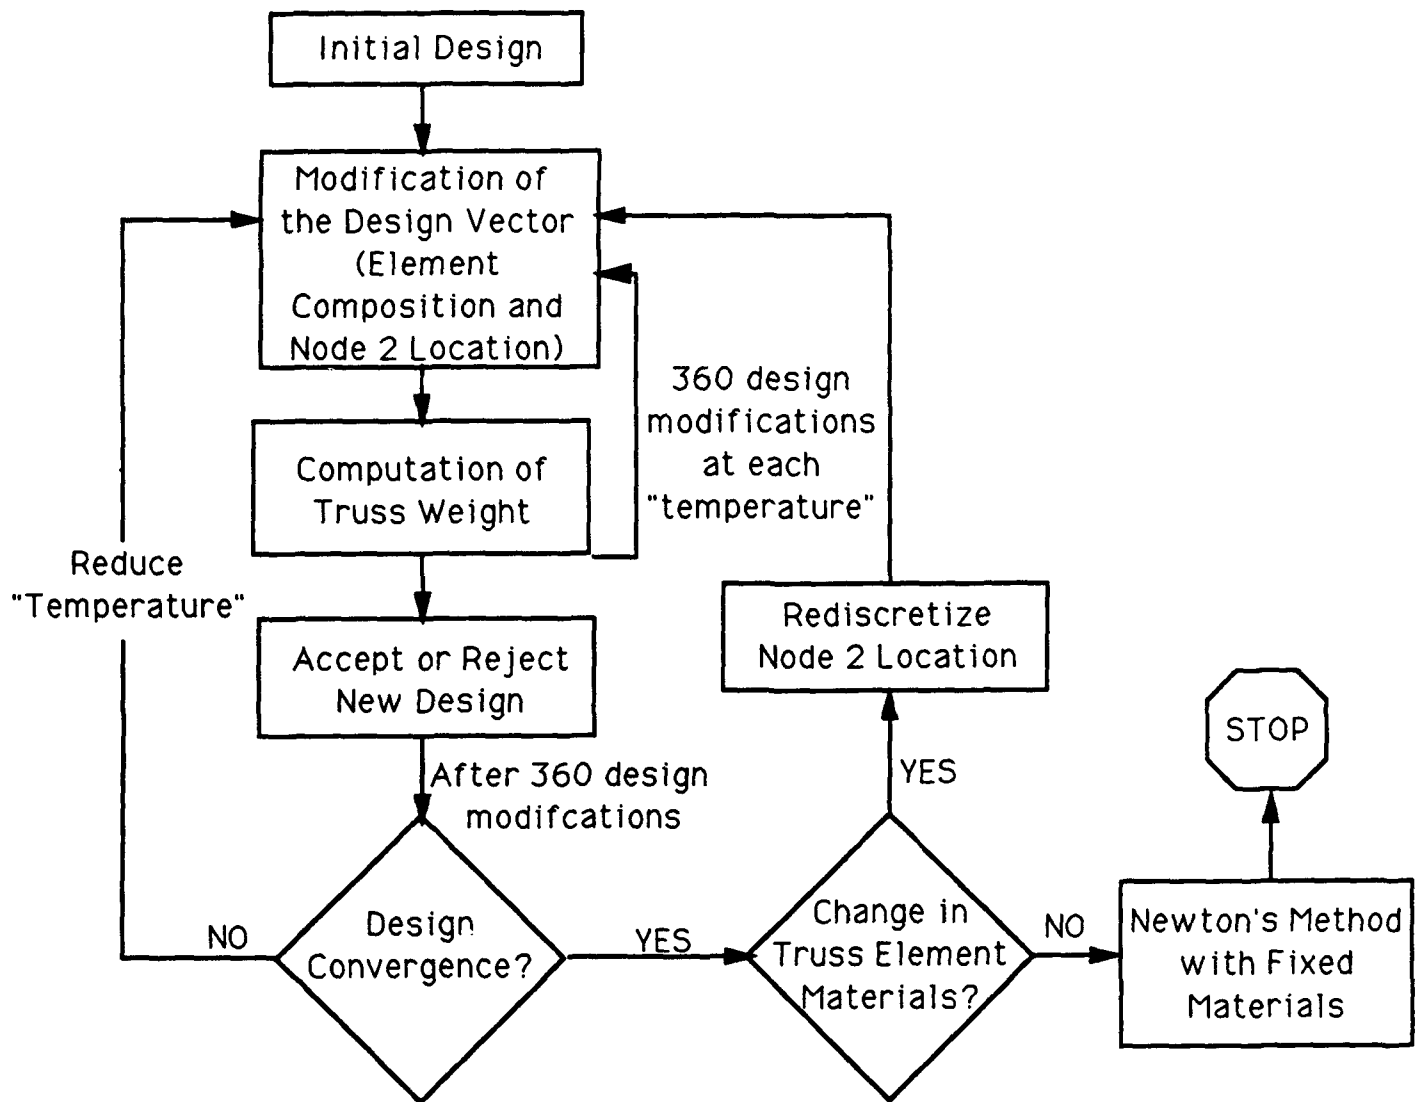 Initial Design
Modification of
the Design Vector
(Element
Composition and
Node 2 Location)
360 design
modifications
at each
"temperature"
Computation of
Truss Weight
Reduce
"Temperature"
Accept or Reject
New Design
Rediscretize
Node 2 Location
STOP
After 360 design
modifcations
YES
Design
Convergence?
NO
YES
Change in
Truss Element
Materials?
NO
Newton's Method
with Fixed
Materials